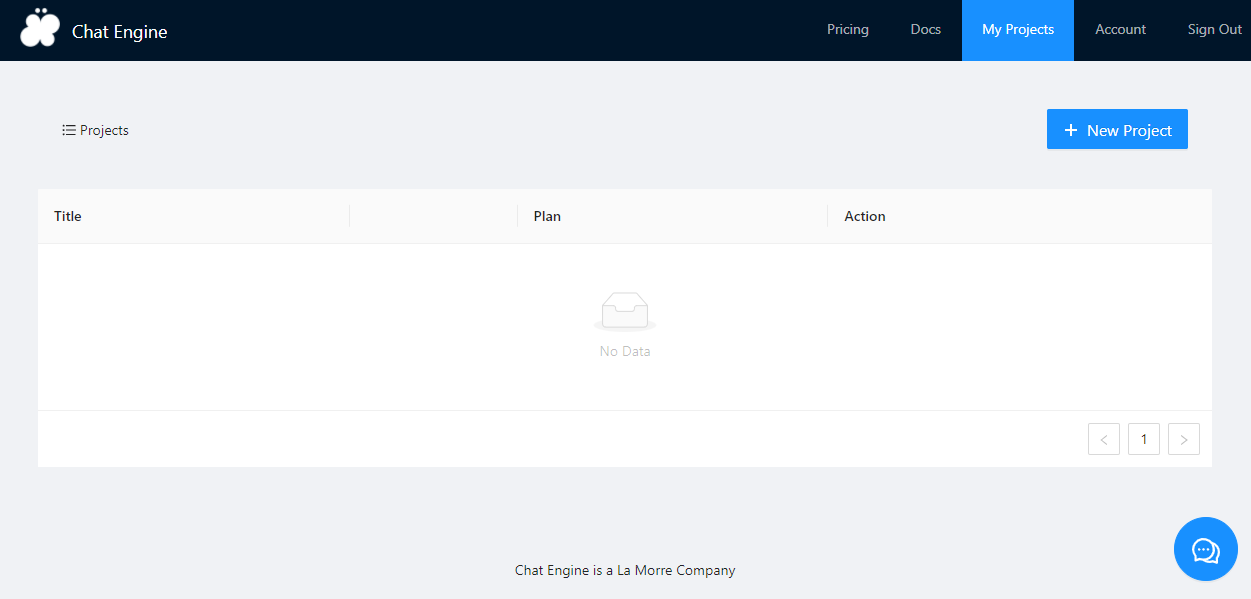 Chat Engine
Pricing
Docs
My Projects
Account
Sign Out
Projects
+ New Project
Title
Plan
Action
No Data
< 1 >
Chat Engine is a La Morre Company